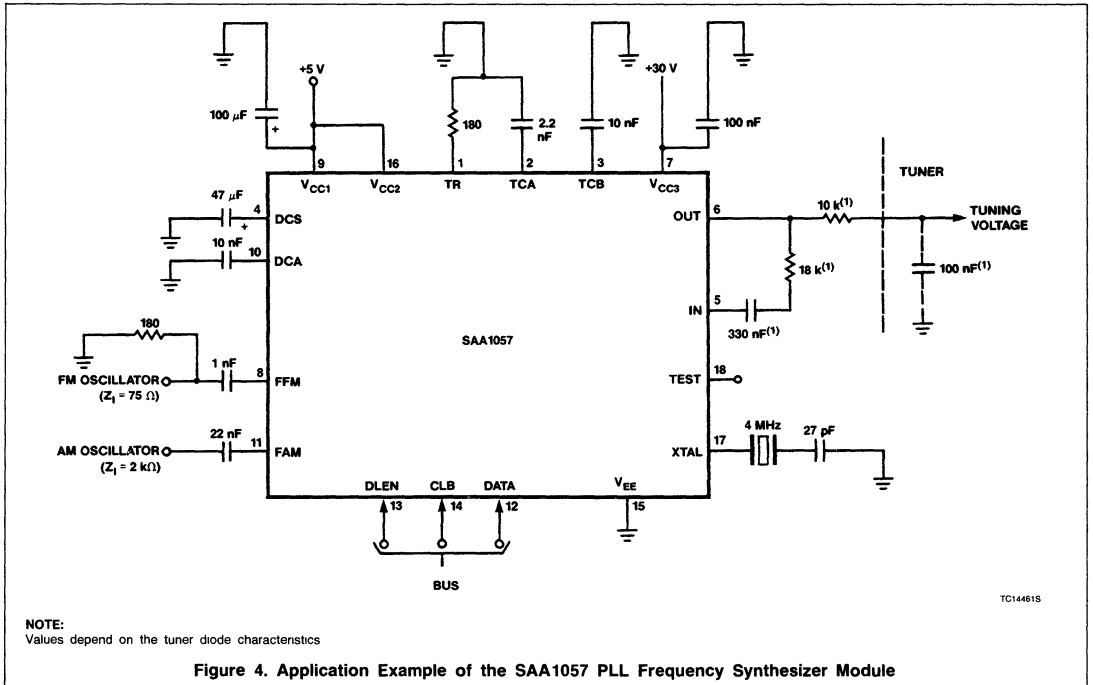 +5 V
+30 V
100 µF
+
180
2.2
nF
10 nF
100 nF
9
16
1
2
3
7
VCC1
VCC2
TR
TCA
TCB
VCC3
TUNER
47 µF
+
4
DCS
OUT
6
10 k(1)
TUNING
VOLTAGE
10 nF
10
DCA
18 k(1)
100 nF(1)
IN
5
330 nF(1)
180
SAA1057
1 nF
FM OSCILLATOR
8
FFM
(ZI = 75 Ω)
TEST
18
22 nF
AM OSCILLATOR
11
FAM
(ZI = 2 kΩ)
XTAL
17
4 MHz
27 pF
DLEN
CLB
DATA
VEE
13
14
12
15
BUS
TC14461S
NOTE:
Values depend on the tuner diode characteristics
Figure 4. Application Example of the SAA1057 PLL Frequency Synthesizer Module